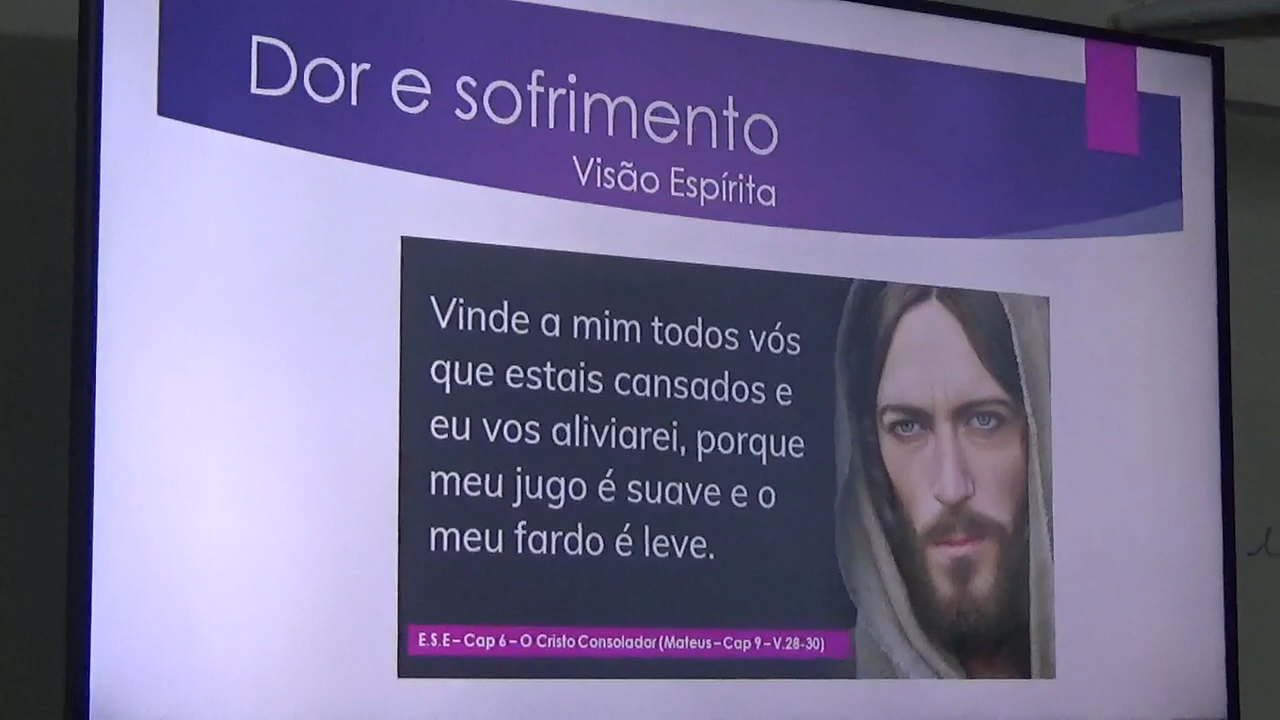 Dor e sofrimento
Visão Espírita
Vinde a mim todos vós
que estais cansados e
eu vos aliviarei, porque
meu jugo é suave e o
meu fardo é leve.
E.S.E – Cap 6 – O Cristo Consolador (Mateus – Cap 9 – V.28-30)